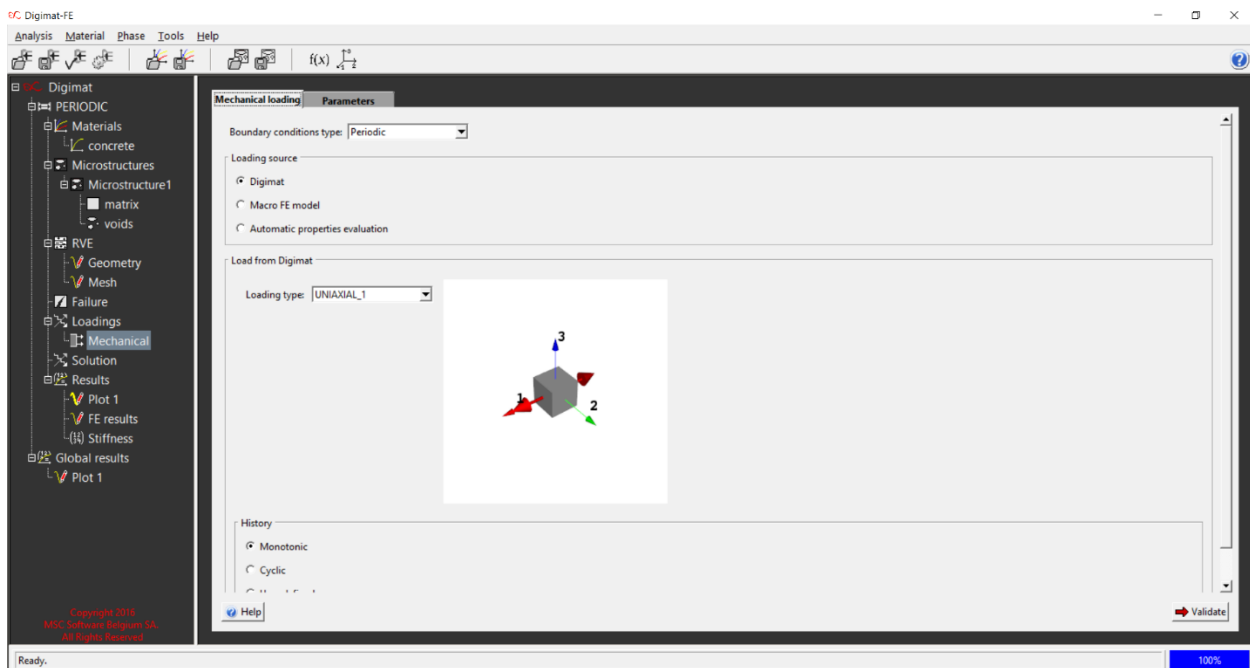 Digimat-FE
Analysis Material Phase Tools Help
f(x)
Digimat
PERIODIC
Materials
concrete
Microstructures
Microstructure1
matrix
voids
RVE
Geometry
Mesh
Failure
Loadings
Mechanical
Solution
Results
Plot 1
FE results
Stiffness
Global results
Plot 1
Copyright 2016
MSC Software Belgium SA.
All Rights Reserved
Mechanical loading Parameters
Boundary conditions type: Periodic
Loading source
Digimat
Macro FE model
Automatic properties evaluation
Load from Digimat
Loading type: UNIAXIAL_1
3
1
2
History
Monotonic
Cyclic
Help
Validate
Ready.
100%